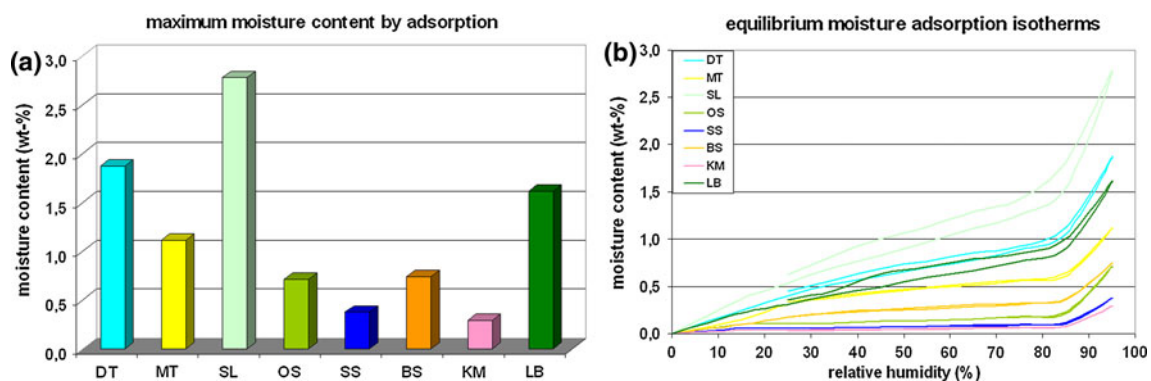 maximum moisture content by adsorption
(a)
moisture content (wt-%)
3,0
2,5
2,0
1,5
1,0
0,5
0,0
DT MT SL OS SS BS KM LB
equilibrium moisture adsorption isotherms
(b)
moisture content (wt-%)
3,0
2,5
2,0
1,5
1,0
0,5
0,0
DT
MT
SL
OS
SS
BS
KM
LB
0 10 20 30 40 50 60 70 80 90 100
relative humidity (%)